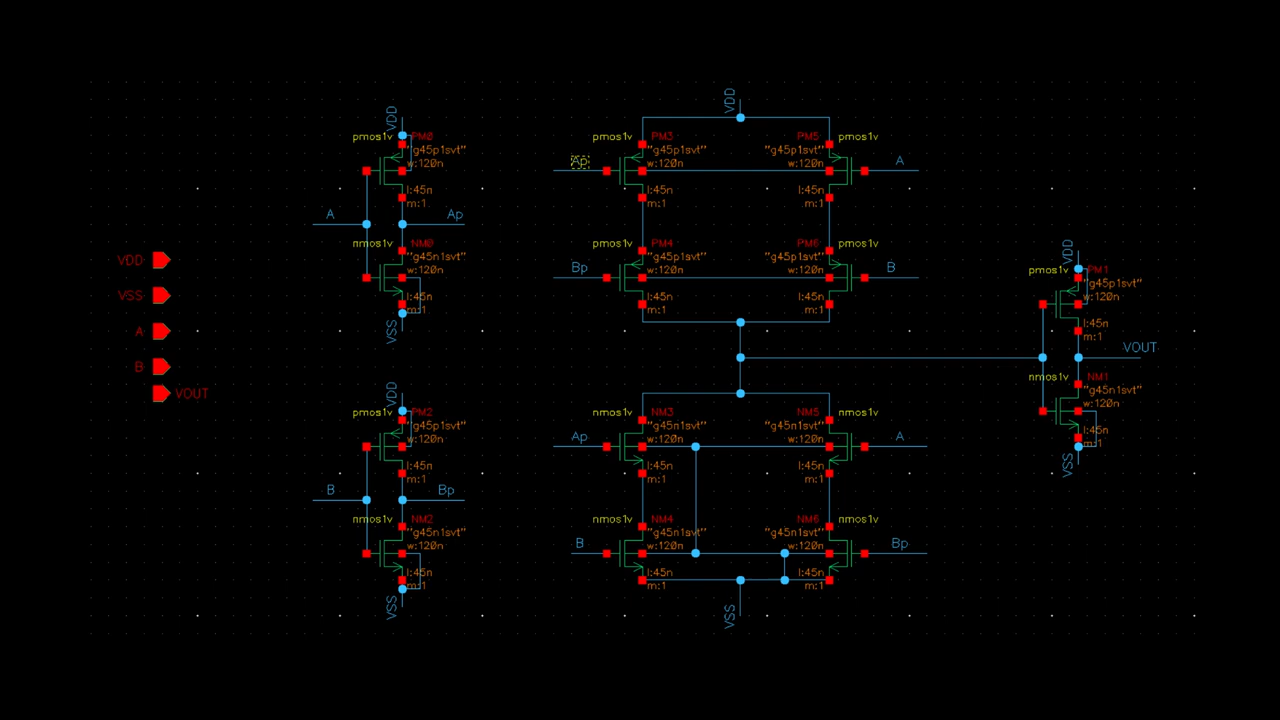 VDD
VSS
A
B
VOUT
VDD
pmos1v
PM0
"g45p1svt"
w:120n
l:45n
m:1
A
Ap
nmos1v
NM0
"g45n1svt"
w:120n
l:45n
m:1
VSS
VDD
pmos1v
PM2
"g45p1svt"
w:120n
l:45n
m:1
B
Bp
nmos1v
NM2
"g45n1svt"
w:120n
l:45n
m:1
VSS
VDD
pmos1v
PM3
"g45p1svt"
w:120n
l:45n
m:1
Ap
PM5
pmos1v
"g45p1svt"
w:120n
l:45n
m:1
A
pmos1v
PM4
"g45p1svt"
w:120n
l:45n
m:1
Bp
PM6
pmos1v
"g45p1svt"
w:120n
l:45n
m:1
B
nmos1v
NM3
"g45n1svt"
w:120n
l:45n
m:1
Ap
NM5
nmos1v
"g45n1svt"
w:120n
l:45n
m:1
A
nmos1v
NM4
"g45n1svt"
w:120n
l:45n
m:1
B
NM6
nmos1v
"g45n1svt"
w:120n
l:45n
m:1
Bp
VSS
VDD
pmos1v
PM1
"g45p1svt"
w:120n
l:45n
m:1
VOUT
nmos1v
NM1
"g45n1svt"
w:120n
l:45n
m:1
VSS